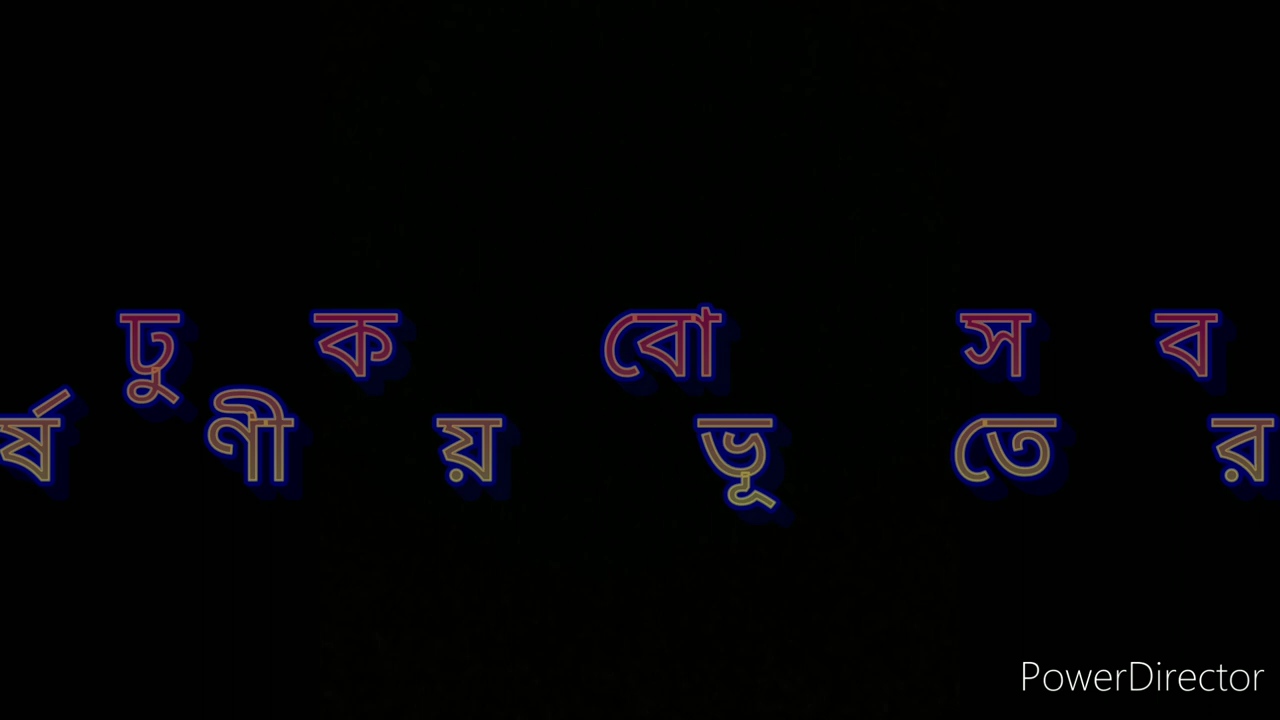 ঢু ক বো স ব
র্ষ ণী য় ভূ তে র
PowerDirector